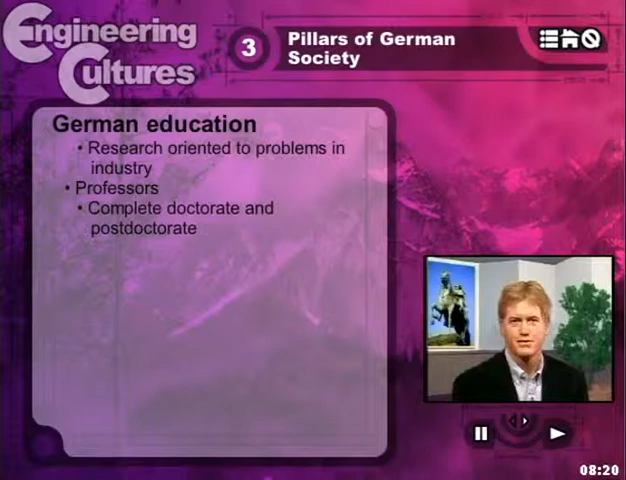 Engineering
Cultures
3
Pillars of German
Society
German education
• Research oriented to problems in
industry
• Professors
• Complete doctorate and
postdoctorate
08:20